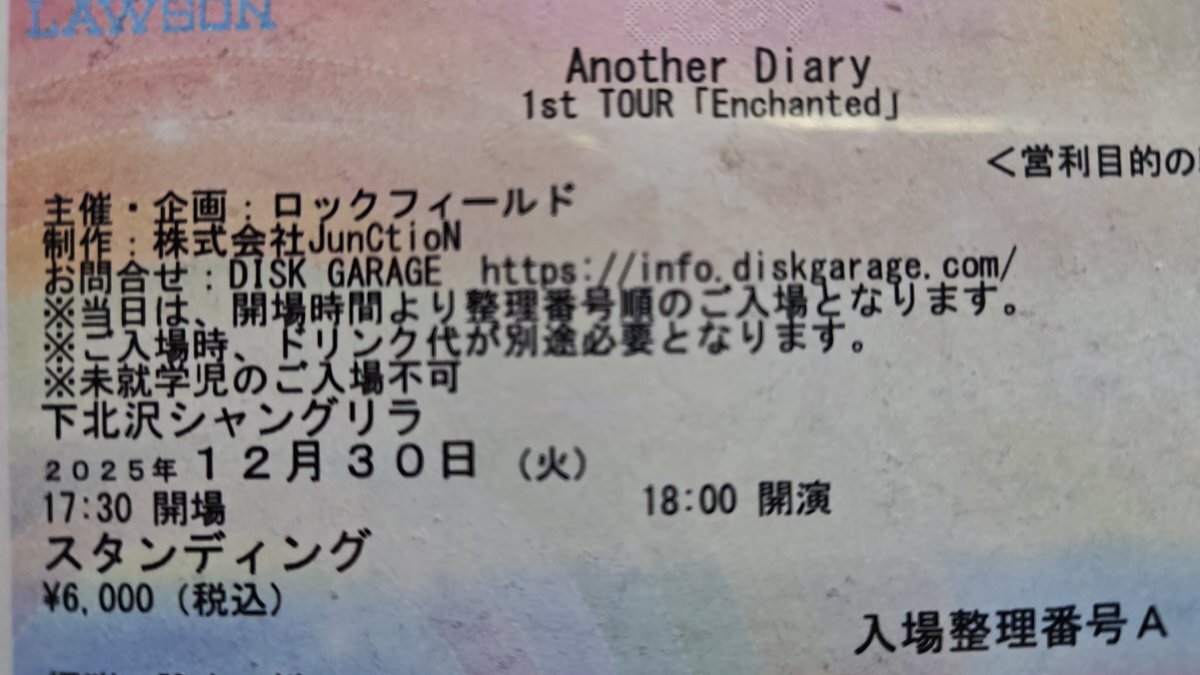 LAWSON
COPY
Another Diary
1st TOUR「Enchanted」
<営利目的の
主催・企画：ロックフィールド
制作：株式会社JunCtioN
お問合せ：DISK GARAGE https://info.diskgarage.com/
※当日は、開場時間より整理番号順のご入場となります。
※ご入場時、ドリンク代が別途必要となります。
※未就学児のご入場不可
下北沢シャングリラ
2025年12月30日（火）
17:30 開場 18:00 開演
スタンディング
¥6,000（税込）
入場整理番号A